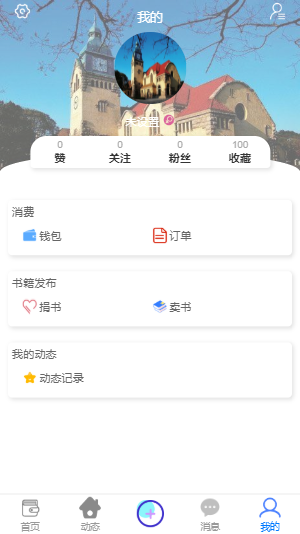 我的
0 0 0 100
赞 关注 粉丝 收藏
消费
钱包 订单
书籍发布
捐书 卖书
我的动态
动态记录
首页 动态 消息 我的